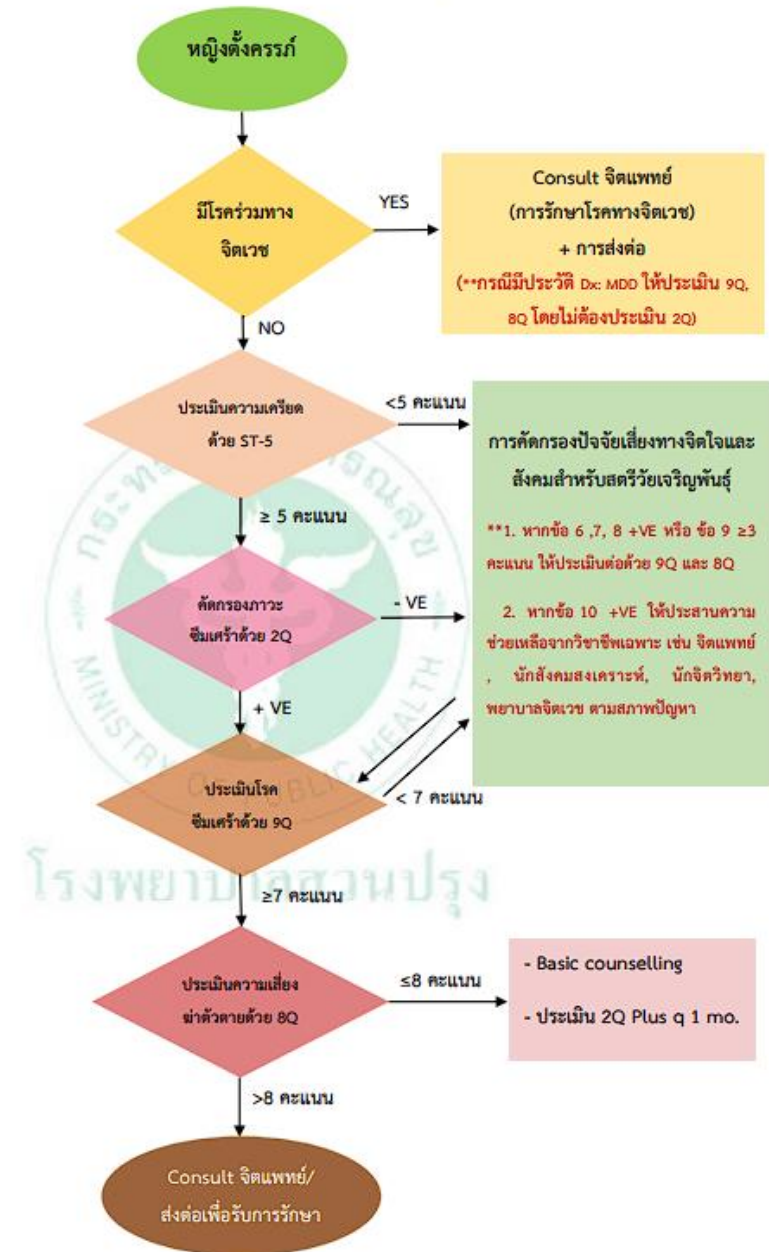 หญิงตั้งครรภ์
มีโรคร่วมทาง
จิตเวช
YES
Consult จิตแพทย์
(การรักษาโรคทางจิตเวช)
+ การส่งต่อ
(**กรณีมีประวัติ Dx: MDD ให้ประเมิน 9Q,
8Q โดยไม่ต้องประเมิน 2Q)
NO
ประเมินความเครียด
ด้วย ST-5
<5 คะแนน
การคัดกรองปัจจัยเสี่ยงทางจิตใจและ
สังคมสำหรับสตรีวัยเจริญพันธุ์
**1. หากข้อ 6 ,7, 8 +VE หรือ ข้อ 9 ≥3
คะแนน ให้ประเมินต่อด้วย 9Q และ 8Q
2. หากข้อ 10 +VE ให้ประสานความ
ช่วยเหลือจากวิชาชีพเฉพาะ เช่น จิตแพทย์
, นักสังคมสงเคราะห์, นักจิตวิทยา,
พยาบาลจิตเวช ตามสภาพปัญหา
≥ 5 คะแนน
คัดกรองภาวะ
ซึมเศร้าด้วย 2Q
- VE
+ VE
ประเมินโรค
ซึมเศร้าด้วย 9Q
< 7 คะแนน
≥7 คะแนน
ประเมินความเสี่ยง
ฆ่าตัวตายด้วย 8Q
≤8 คะแนน
- Basic counselling
- ประเมิน 2Q Plus q 1 mo.
>8 คะแนน
Consult จิตแพทย์/
ส่งต่อเพื่อรับการรักษา
กระทรวงสาธารณสุข
MINISTRY OF PUBLIC HEALTH
โรงพยาบาลสวนปรุง